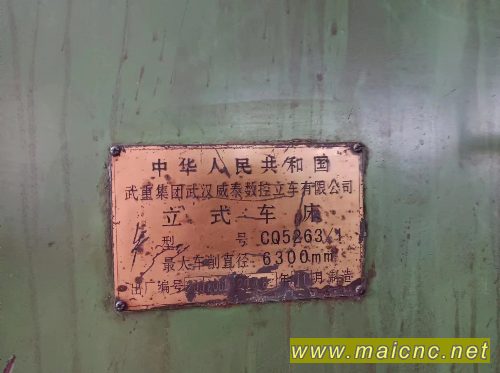 中华人民共和国
武重集团武汉威泰数控立车有限公司
立式车床
型 号 CQ5263/1
最大车削直径 6300mm
出厂编号 年 月 制造
www.maicnc.net